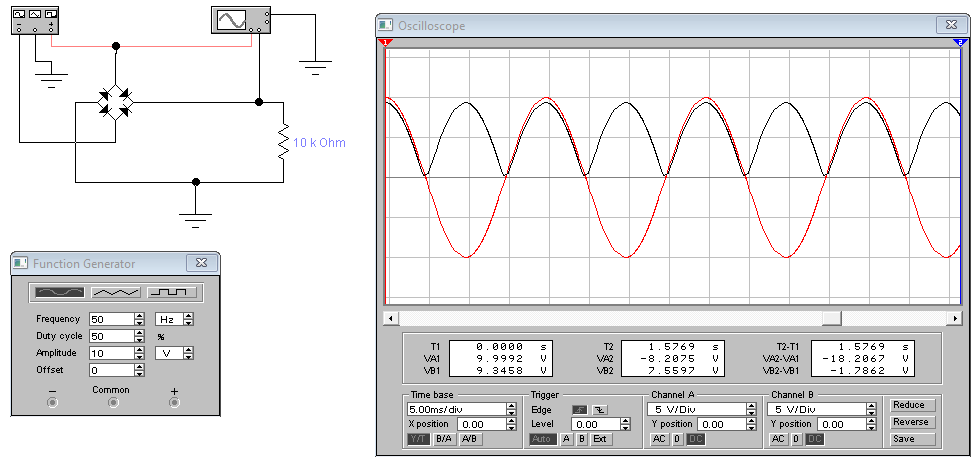 Oscilloscope
1
2
10 k Ohm
Function Generator
Frequency 50 Hz
Duty cycle 50 %
Amplitude 10 V
Offset 0
− Common +
T1 0.0000 s
VA1 9.9992 V
VB1 9.3458 V
T2 1.5769 s
VA2 -8.2075 V
VB2 7.5597 V
T2-T1 1.5769 s
VA2-VA1 -18.2067 V
VB2-VB1 -1.7862 V
Time base
5.00ms/div
X position 0.00
Y/T B/A A/B
Trigger
Edge
Level 0.00
Auto A B Ext
Channel A
5 V/Div
Y position 0.00
AC 0 DC
Channel B
5 V/Div
Y position 0.00
AC 0 DC
Reduce
Reverse
Save